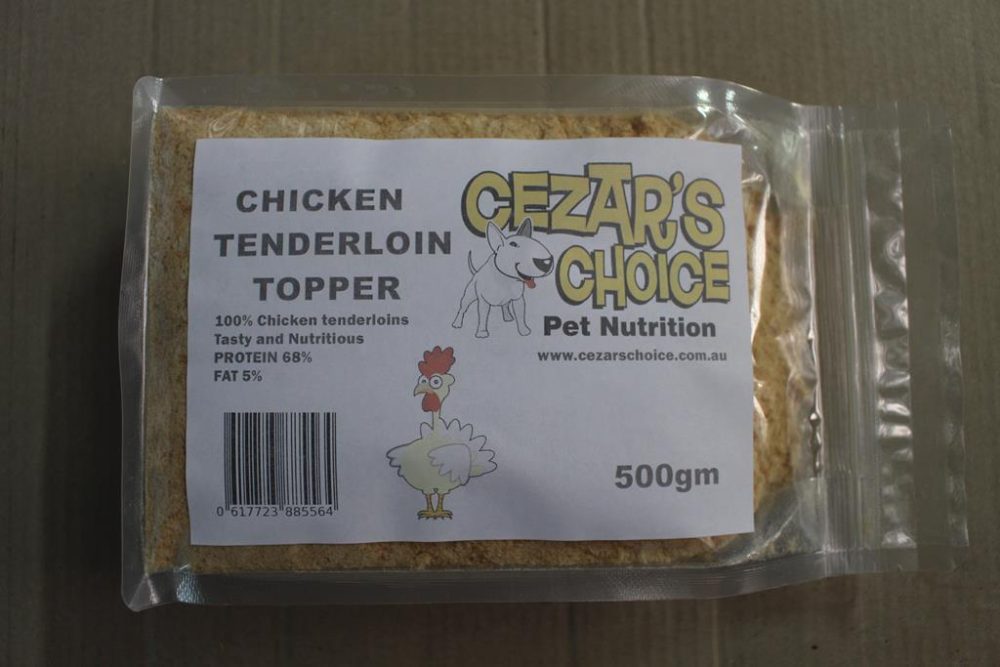 CHICKEN
TENDERLOIN
TOPPER
100% Chicken tenderloins
Tasty and Nutritious
PROTEIN 68%
FAT 5%
CEZAR'S
CHOICE
Pet Nutrition
www.cezarschoice.com.au
500gm
0 617723 885564